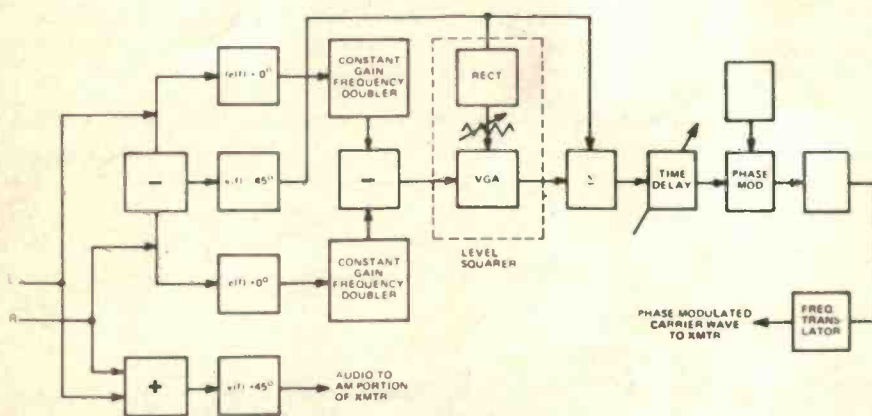 CONSTANT
GAIN
FREQUENCY
DOUBLER
RECT
−
−
VGA
TIME
DELAY
PHASE
MOD
LEVEL
SQUARER
CONSTANT
GAIN
FREQUENCY
DOUBLER
L
R
PHASE MODULATED
CARRIER WAVE
TO XMTR
FREQ.
TRANS
LATOR
+
AUDIO TO
AM PORTION
OF XMTR